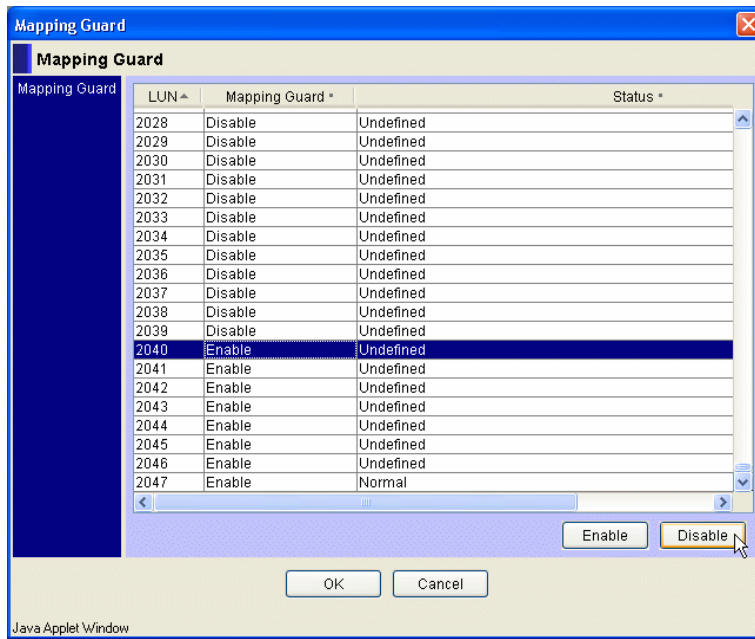 Mapping Guard
Mapping Guard
Mapping Guard
LUN Mapping Guard Status
2028 Disable Undefined
2029 Disable Undefined
2030 Disable Undefined
2031 Disable Undefined
2032 Disable Undefined
2033 Disable Undefined
2034 Disable Undefined
2035 Disable Undefined
2036 Disable Undefined
2037 Disable Undefined
2038 Disable Undefined
2039 Disable Undefined
2040 Enable Undefined
2041 Enable Undefined
2042 Enable Undefined
2043 Enable Undefined
2044 Enable Undefined
2045 Enable Undefined
2046 Enable Undefined
2047 Enable Normal
Enable Disable
OK Cancel
Java Applet Window